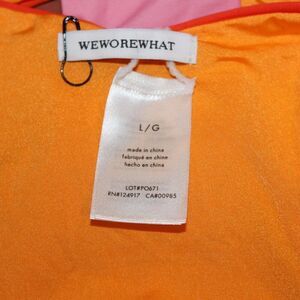 WEWOREWHAT
L/G
made in china
fabriqué en chine
hecho en china
LOT#PO671
RN#124917 CA#00985